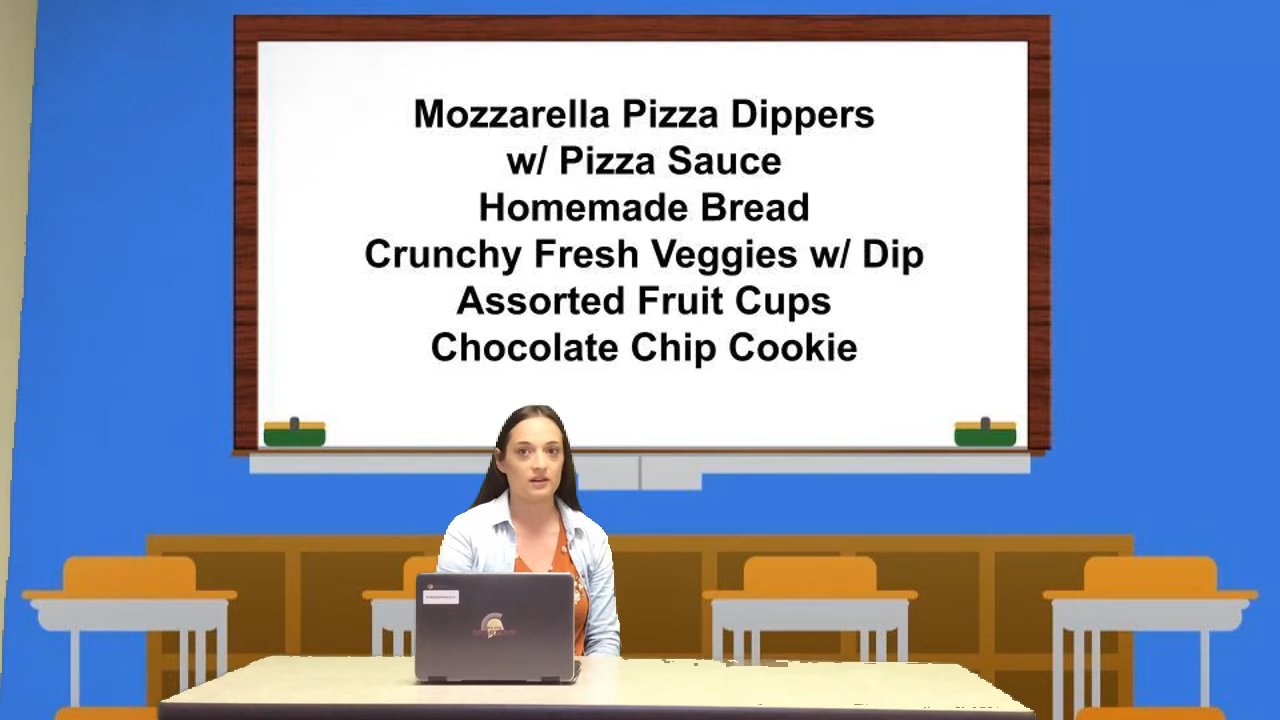 Mozzarella Pizza Dippers
w/ Pizza Sauce
Homemade Bread
Crunchy Fresh Veggies w/ Dip
Assorted Fruit Cups
Chocolate Chip Cookie